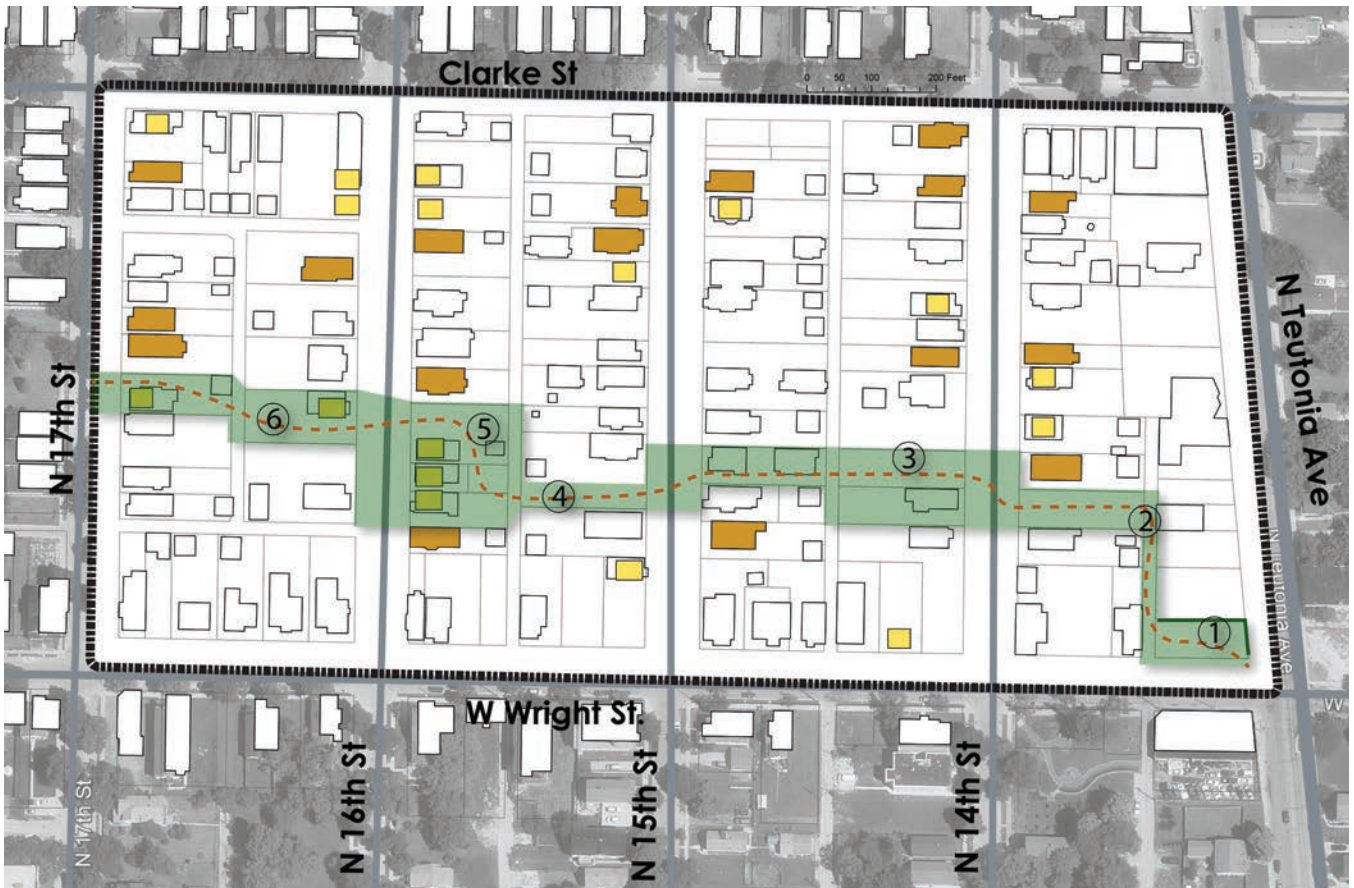 Clarke St
0 50 100 200 Feet
N 17th St
N Teutonia Ave
N Teutonia Ave
6
5
4
3
2
1
W Wright St.
W
N 17th St
N 16th St
N 15th St
N 14th St